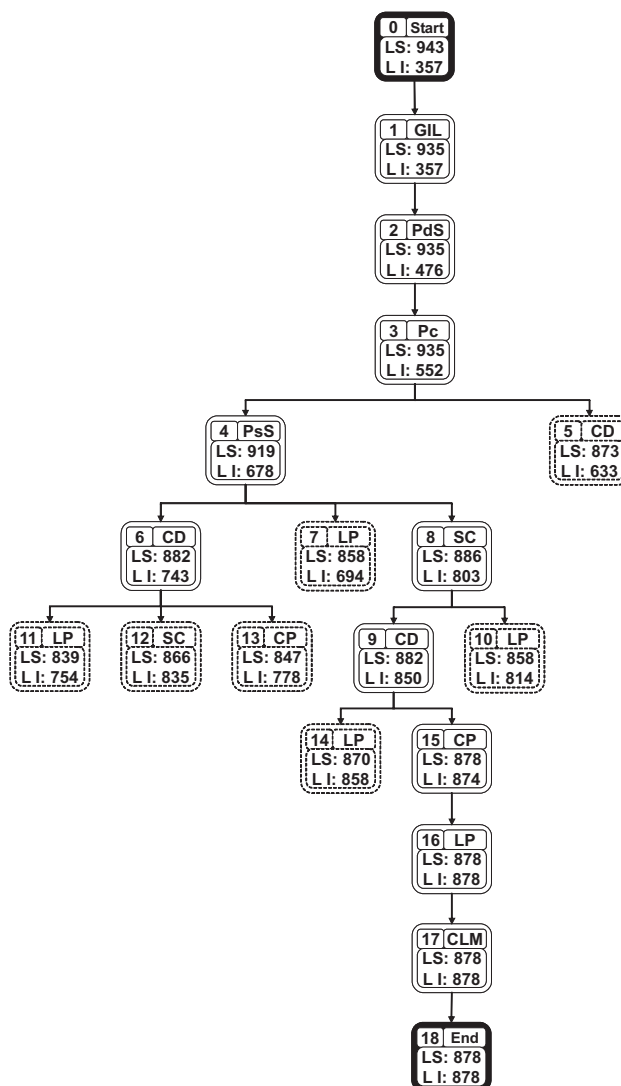 0 Start
LS: 943
L I: 357
1 GIL
LS: 935
L I: 357
2 PdS
LS: 935
L I: 476
3 Pc
LS: 935
L I: 552
4 PsS
LS: 919
L I: 678
5 CD
LS: 873
L I: 633
6 CD
LS: 882
L I: 743
7 LP
LS: 858
L I: 694
8 SC
LS: 886
L I: 803
11 LP
LS: 839
L I: 754
12 SC
LS: 866
L I: 835
13 CP
LS: 847
L I: 778
9 CD
LS: 882
L I: 850
10 LP
LS: 858
L I: 814
14 LP
LS: 870
L I: 858
15 CP
LS: 878
L I: 874
16 LP
LS: 878
L I: 878
17 CLM
LS: 878
L I: 878
18 End
LS: 878
L I: 878